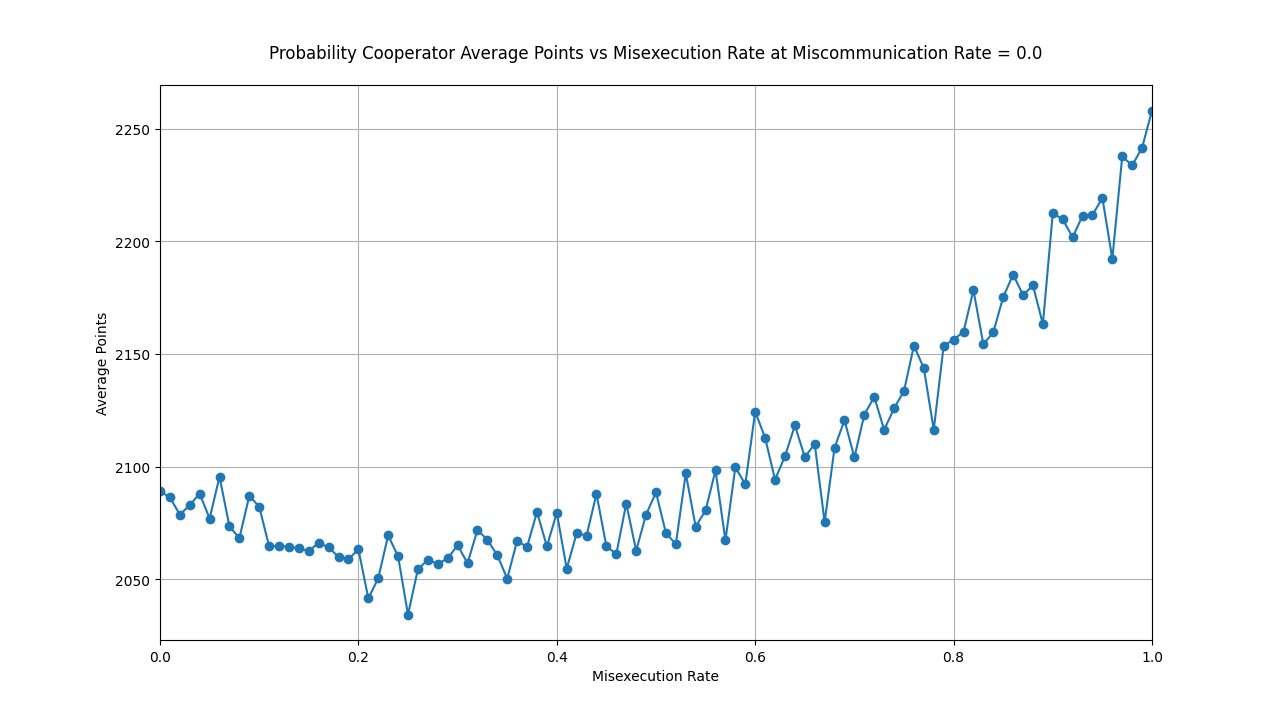 Probability Cooperator Average Points vs Misexecution Rate at Miscommunication Rate = 0.0
2250
2200
2150
2100
2050
Average Points
0.0 0.2 0.4 0.6 0.8 1.0
Misexecution Rate